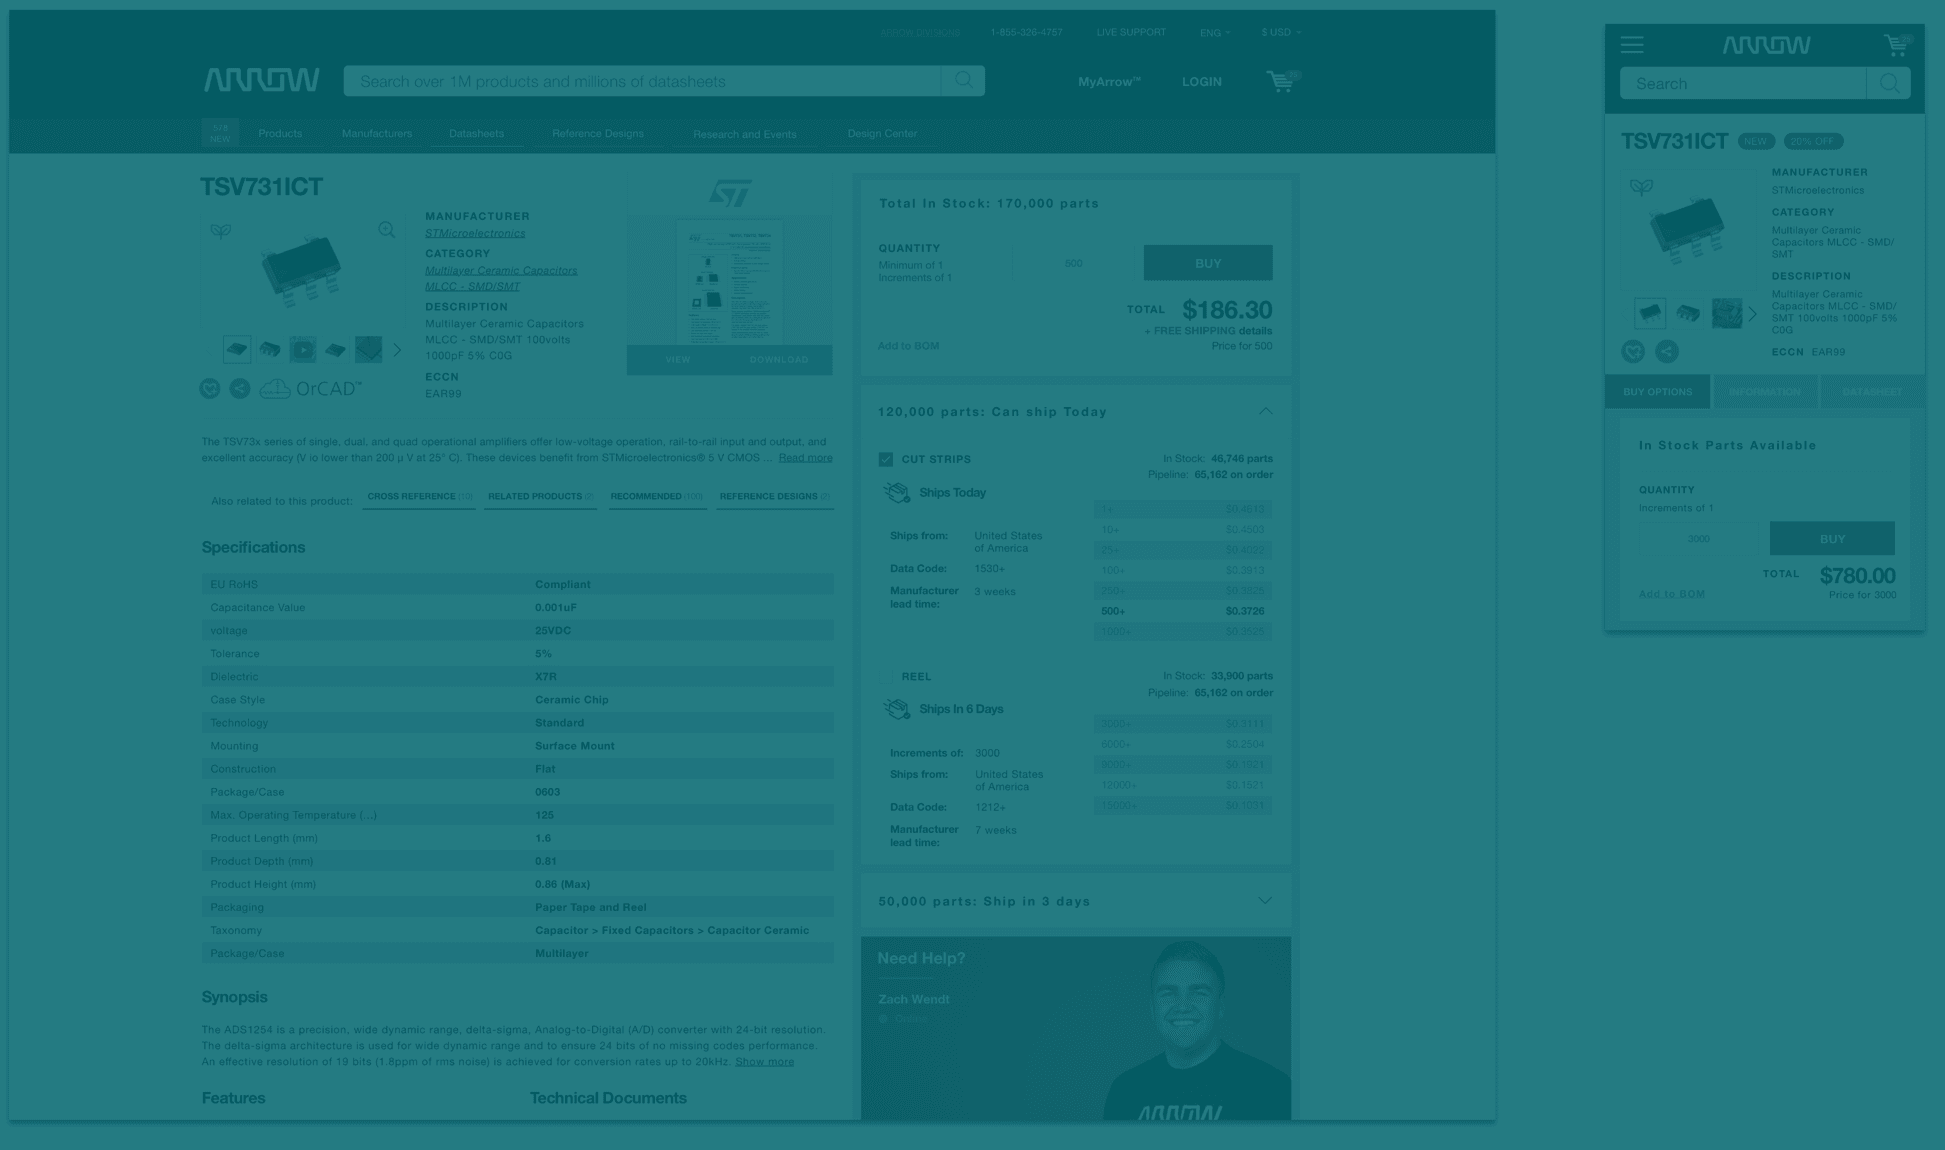 ARROW DIVISIONS
1-855-326-4757
LIVE SUPPORT
ENG
$ USD
ARROW
Search over 1M products and millions of datasheets
MyArrow™
LOGIN
NEW
Products
Manufacturers
Datasheets
Reference Designs
Research and Events
Design Center
TSV731ICT
MANUFACTURER
STMicroelectronics
CATEGORY
Multilayer Ceramic Capacitors
MLCC - SMD/SMT
DESCRIPTION
Multilayer Ceramic Capacitors
MLCC - SMD/SMT 100volts
1000pF 5% C0G
ECCN
EAR99
OrCAD™
ST
VIEW
DOWNLOAD
The TSV73x series of single, dual, and quad operational amplifiers offer low-voltage operation, rail-to-rail input and output, and
excellent accuracy (V io lower than 200 µ V at 25° C). These devices benefit from STMicroelectronics® 5 V CMOS ... Read more
Also related to this product:
CROSS REFERENCE (10)
RELATED PRODUCTS (2)
RECOMMENDED (100)
REFERENCE DESIGNS (2)
Specifications
EU RoHS Compliant
Capacitance Value 0.001uF
voltage 25VDC
Tolerance 5%
Dielectric X7R
Case Style Ceramic Chip
Technology Standard
Mounting Surface Mount
Construction Flat
Package/Case 0603
Max. Operating Temperature (...) 125
Product Length (mm) 1.6
Product Depth (mm) 0.81
Product Height (mm) 0.86 (Max)
Packaging Paper Tape and Reel
Taxonomy Capacitor > Fixed Capacitors > Capacitor Ceramic
Package/Case Multilayer
Synopsis
The ADS1254 is a precision, wide dynamic range, delta-sigma, Analog-to-Digital (A/D) converter with 24-bit resolution.
The delta-sigma architecture is used for wide dynamic range and to ensure 24 bits of no missing codes performance.
An effective resolution of 19 bits (1.8ppm of rms noise) is achieved for conversion rates up to 20kHz. Show more
Features
Technical Documents
Total In Stock: 170,000 parts
QUANTITY
Minimum of 1
Increments of 1
500
BUY
TOTAL $186.30
+ FREE SHIPPING details
Add to BOM
Price for 500
120,000 parts: Can ship Today
CUT STRIPS
In Stock: 46,746 parts
Pipeline: 65,162 on order
Ships Today
Ships from: United States
of America
Data Code: 1530+
Manufacturer
lead time: 3 weeks
1+ $0.4813
10+ $0.4503
25+
100+ $0.3913
250+
500+ $0.3726
1000+
REEL
In Stock: 33,900 parts
Pipeline: 65,162 on order
Ships In 6 Days
Increments of: 3000
Ships from: United States
of America
Data Code: 1212+
Manufacturer
lead time: 7 weeks
3000+ $0.3111
6000+ $0.2504
9000+ $0.1921
12000+ $0.1521
15000+
50,000 parts: Ship in 3 days
Need Help?
Zach Wendt
Online
ARROW
ARROW
Search
TSV731ICT
NEW
20% OFF
MANUFACTURER
STMicroelectronics
CATEGORY
Multilayer Ceramic
Capacitors MLCC - SMD/
SMT
DESCRIPTION
Multilayer Ceramic
Capacitors MLCC - SMD/
SMT 100volts 1000pF 5%
C0G
ECCN EAR99
BUY OPTIONS
INFORMATION
DATASHEET
In Stock Parts Available
QUANTITY
Increments of 1
3000
BUY
TOTAL $780.00
Add to BOM
Price for 3000